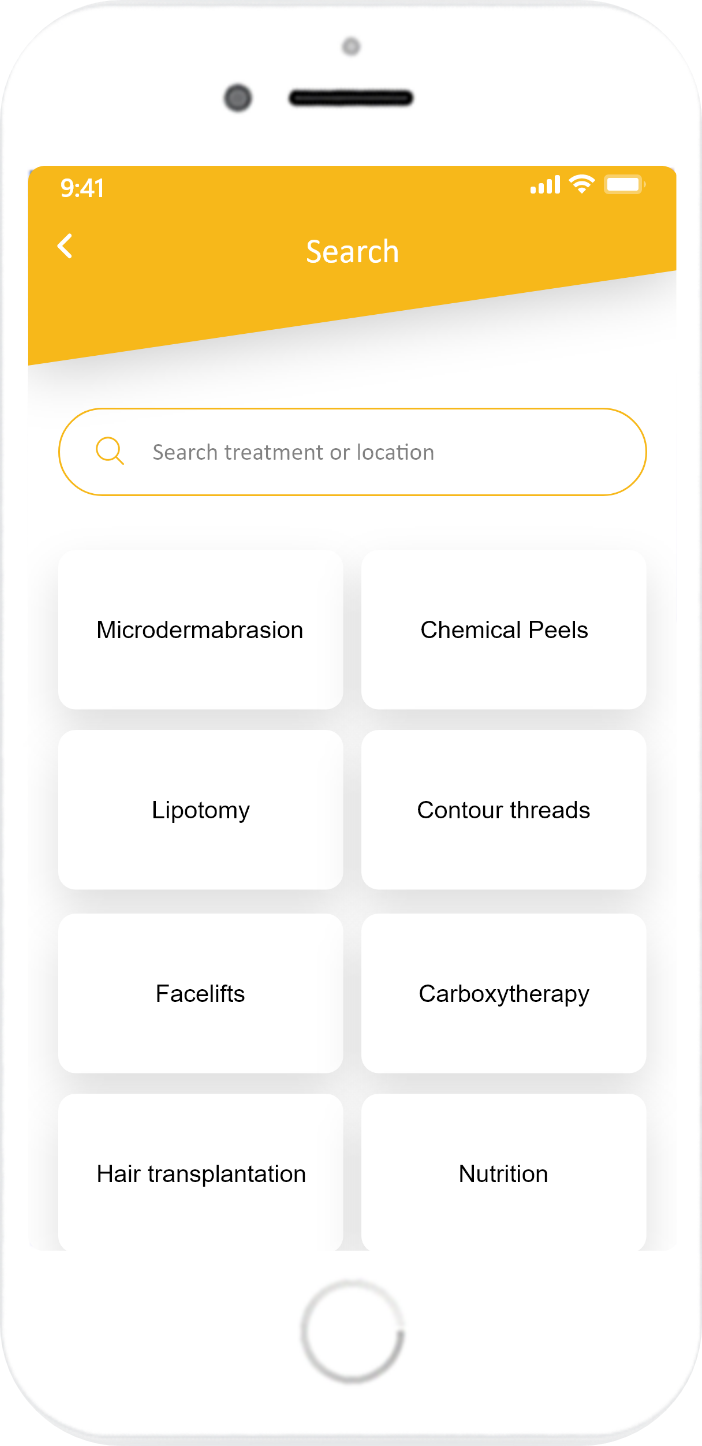 9:41
Search
Search treatment or location
Microdermabrasion
Chemical Peels
Lipotomy
Contour threads
Facelifts
Carboxytherapy
Hair transplantation
Nutrition